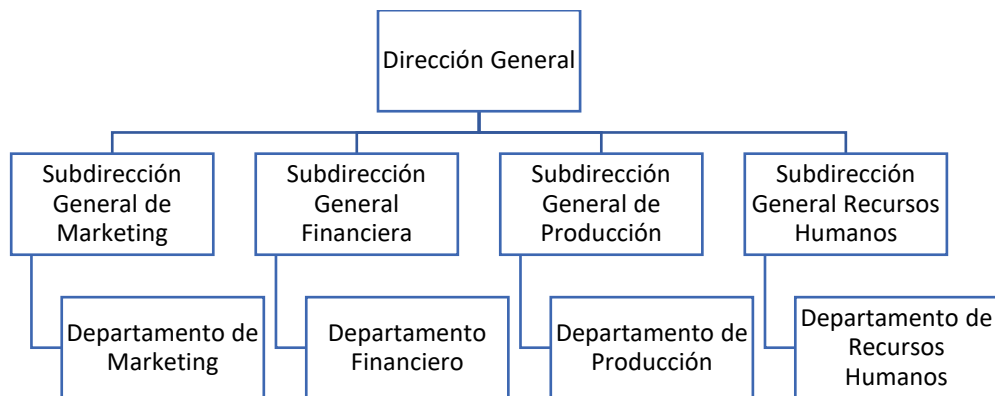 Dirección General
Subdirección
General de
Marketing
Subdirección
General
Financiera
Subdirección
General de
Producción
Subdirección
General Recursos
Humanos
Departamento de
Marketing
Departamento
Financiero
Departamento de
Producción
Departamento de
Recursos
Humanos